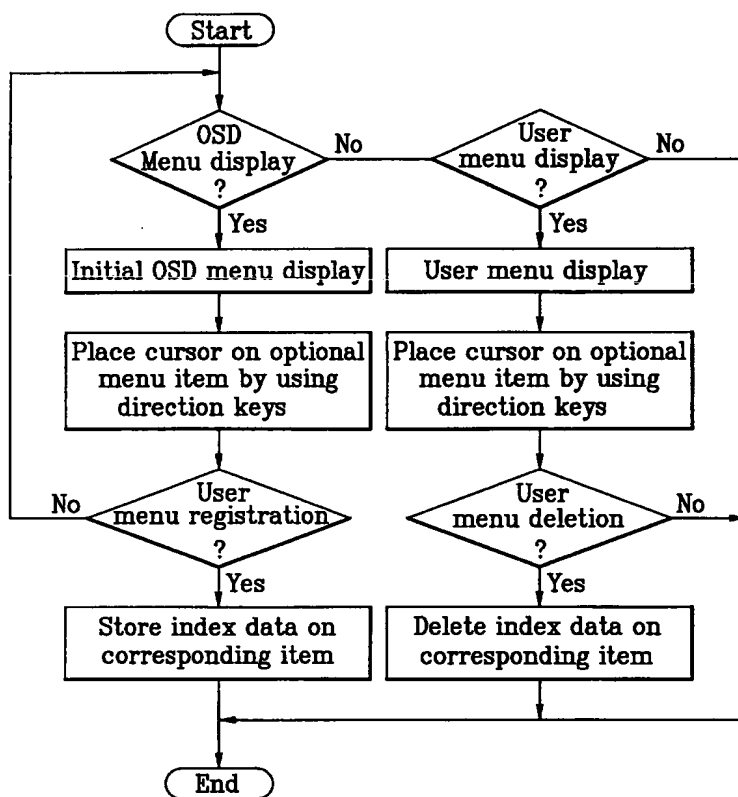 Start
OSD
Menu display
?
No
User
menu display
?
No
Yes
Yes
Initial OSD menu display
User menu display
Place cursor on optional
menu item by using
direction keys
Place cursor on optional
menu item by using
direction keys
No
User
menu registration
?
User
menu deletion
?
No
Yes
Yes
Store index data on
corresponding item
Delete index data on
corresponding item
End